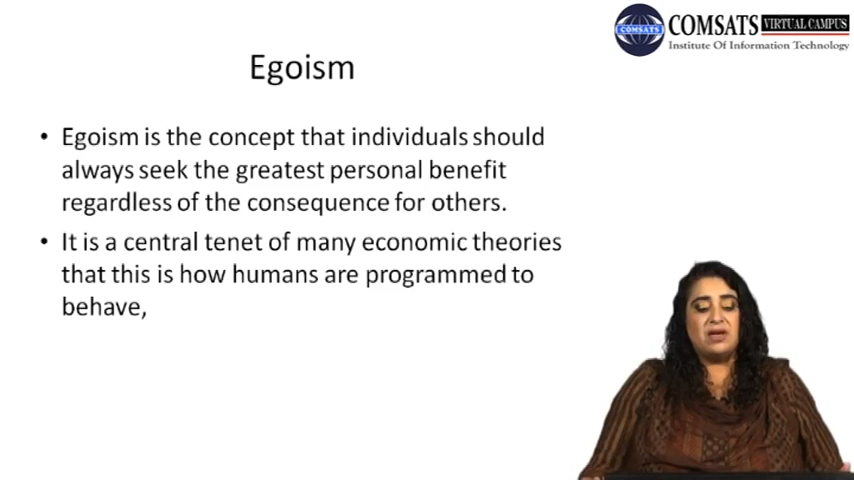 COMSATS VIRTUAL CAMPUS
COMSATS
Institute Of Information Technology
Egoism
• Egoism is the concept that individuals should
always seek the greatest personal benefit
regardless of the consequence for others.
• It is a central tenet of many economic theories
that this is how humans are programmed to
behave,